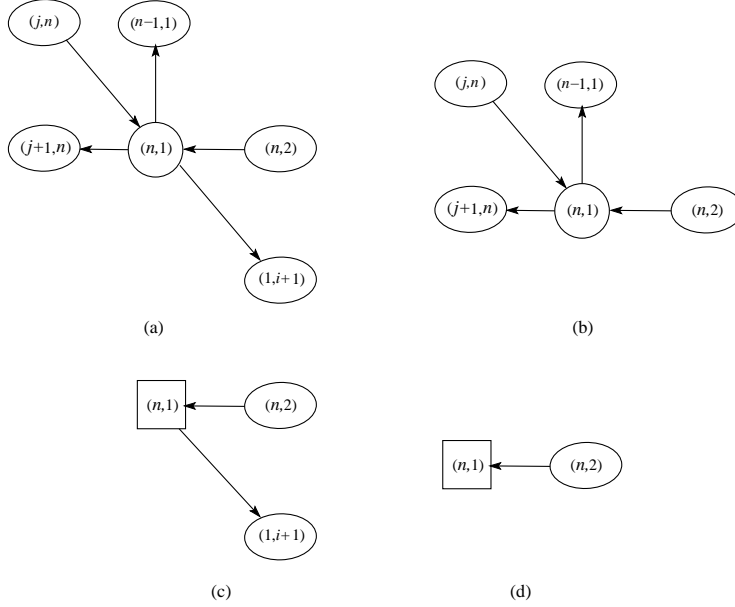 (j,n)
(n−1,1)
(j+1,n)
(n,1)
(n,2)
(1,i+1)
(a)
(j,n)
(n−1,1)
(j+1,n)
(n,1)
(n,2)
(b)
(n,1)
(n,2)
(1,i+1)
(c)
(n,1)
(n,2)
(d)